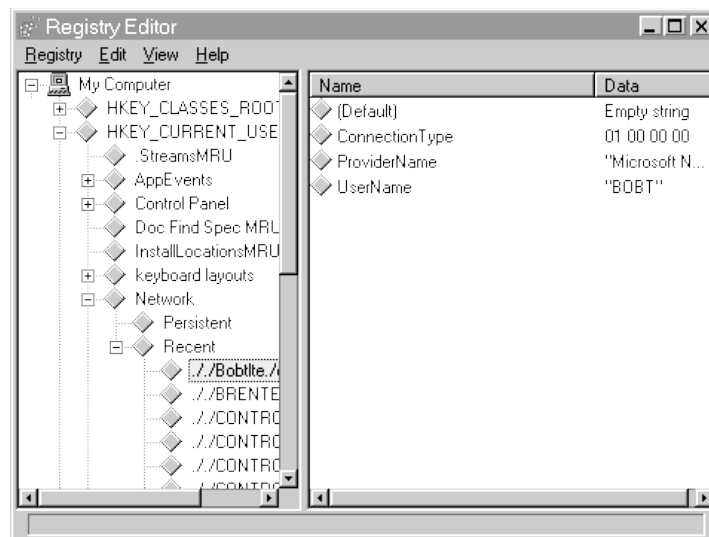 Registry Editor
Registry Edit View Help
My Computer
HKEY_CLASSES_ROOT
HKEY_CURRENT_USE
.StreamsMRU
AppEvents
Control Panel
Doc Find Spec MRU
InstallLocationsMRU
keyboard layouts
Network
Persistent
Recent
././Bobtlte./
././BRENTE
././CONTRO
././CONTRO
././CONTRO
././CONTRO
Name Data
(Default) Empty string
ConnectionType 01 00 00 00
ProviderName "Microsoft N...
UserName "BOBT"